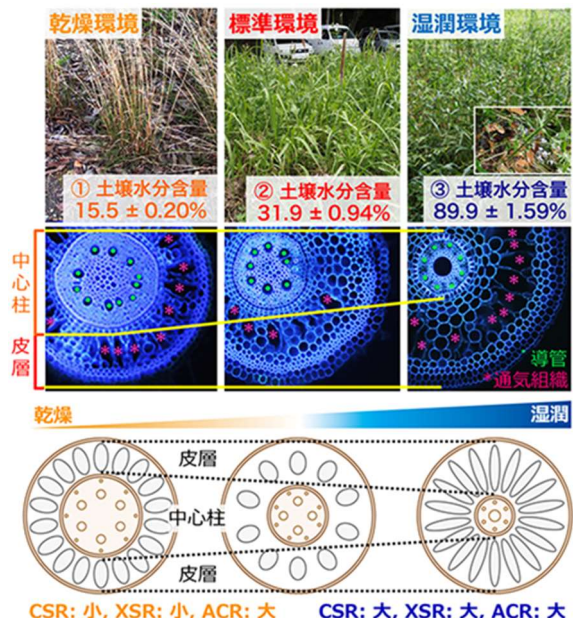 乾燥環境
標準環境
湿潤環境
① 土壌水分含量
15.5 ± 0.20%
② 土壌水分含量
31.9 ± 0.94%
③ 土壌水分含量
89.9 ± 1.59%
中心柱
皮層
導管
*通気組織
乾燥
湿潤
皮層
中心柱
皮層
CSR: 小, XSR: 小, ACR: 大
CSR: 大, XSR: 大, ACR: 大